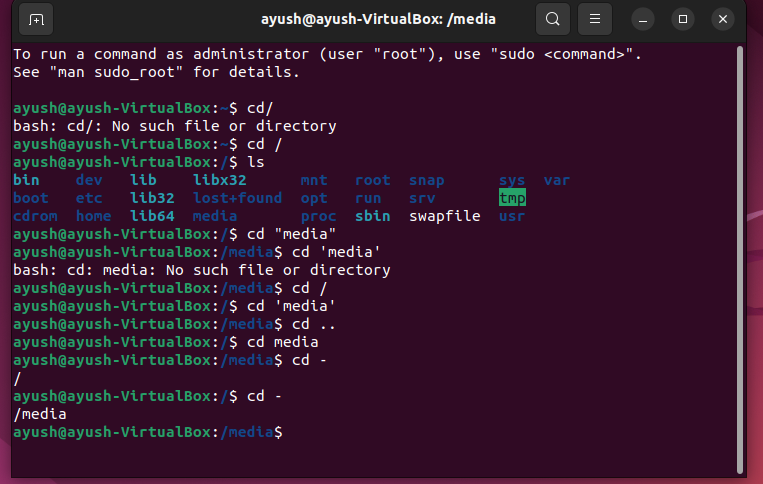 ayush@ayush-VirtualBox: /media
To run a command as administrator (user "root"), use "sudo <command>".
See "man sudo_root" for details.
ayush@ayush-VirtualBox:~$ cd/
bash: cd/: No such file or directory
ayush@ayush-VirtualBox:~$ cd /
ayush@ayush-VirtualBox:/$ ls
bin    dev   lib    libx32      mnt   root  snap      sys  var
boot   etc   lib32  lost+found  opt   run   srv       tmp
cdrom  home  lib64  media       proc  sbin  swapfile  usr
ayush@ayush-VirtualBox:/$ cd "media"
ayush@ayush-VirtualBox:/media$ cd 'media'
bash: cd: media: No such file or directory
ayush@ayush-VirtualBox:/media$ cd /
ayush@ayush-VirtualBox:/$ cd 'media'
ayush@ayush-VirtualBox:/media$ cd ..
ayush@ayush-VirtualBox:/$ cd media
ayush@ayush-VirtualBox:/media$ cd -
/
ayush@ayush-VirtualBox:/$ cd -
/media
ayush@ayush-VirtualBox:/media$